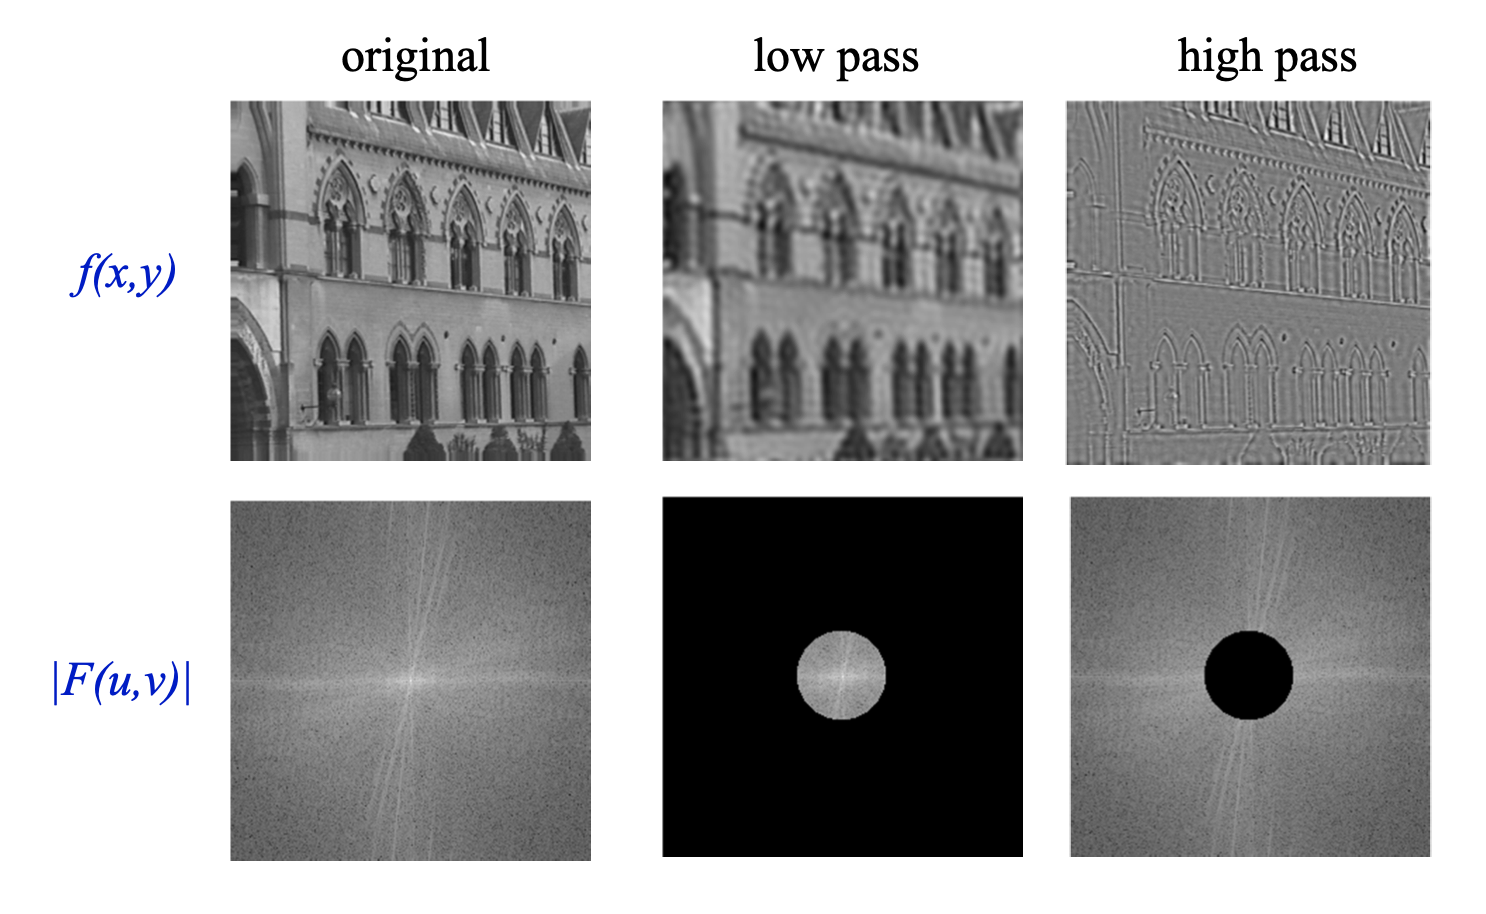 original low pass high pass
f(x,y)
|F(u,v)|